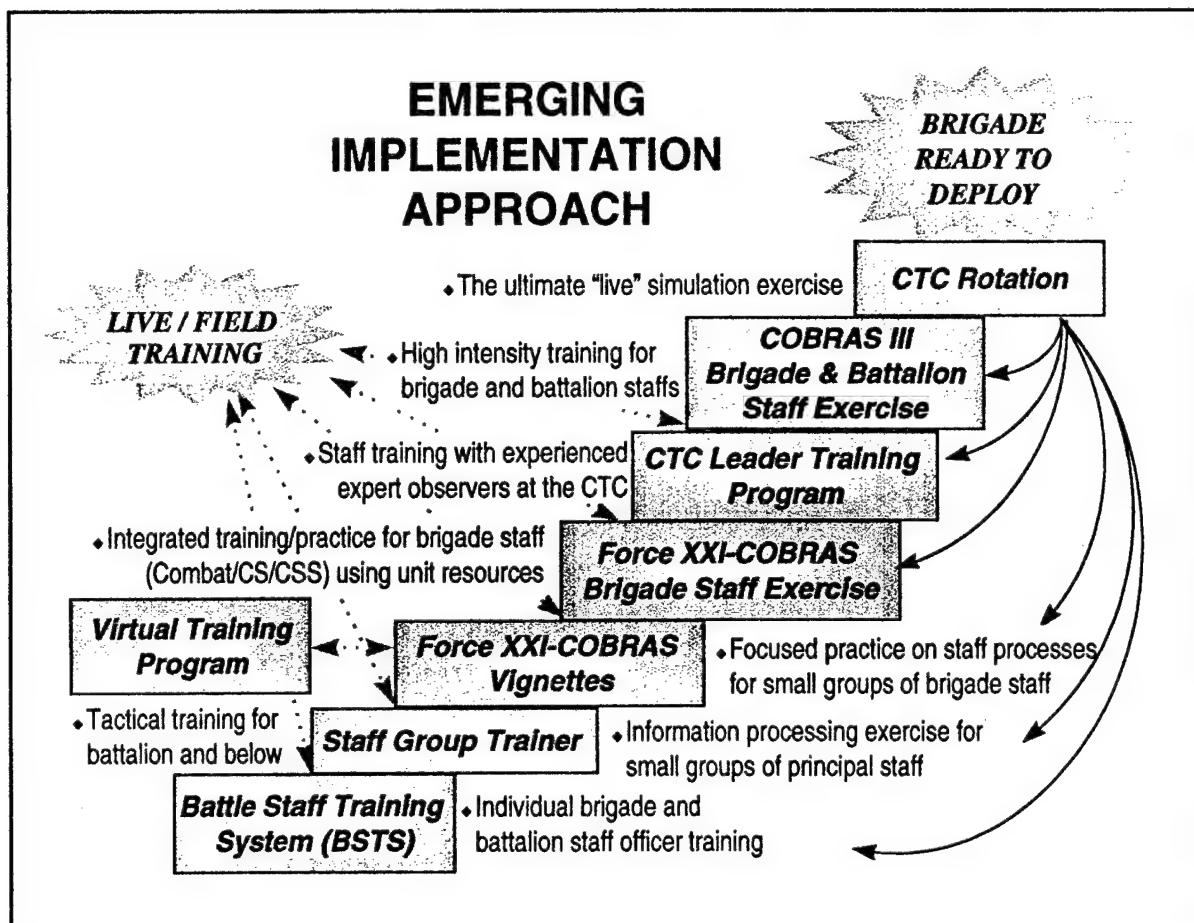 EMERGING
IMPLEMENTATION
APPROACH
BRIGADE
READY TO
DEPLOY
◆ The ultimate "live" simulation exercise
CTC Rotation
LIVE / FIELD
TRAINING
◆ High intensity training for
brigade and battalion staffs
COBRAS III
Brigade & Battalion
Staff Exercise
◆ Staff training with experienced
expert observers at the CTC
CTC Leader Training
Program
◆ Integrated training/practice for brigade staff
(Combat/CS/CSS) using unit resources
Force XXI-COBRAS
Brigade Staff Exercise
Virtual Training
Program
Force XXI-COBRAS
Vignettes
◆ Focused practice on staff processes
for small groups of brigade staff
◆ Tactical training for
battalion and below
Staff Group Trainer
◆ Information processing exercise for
small groups of principal staff
Battle Staff Training
System (BSTS)
◆ Individual brigade and
battalion staff officer training